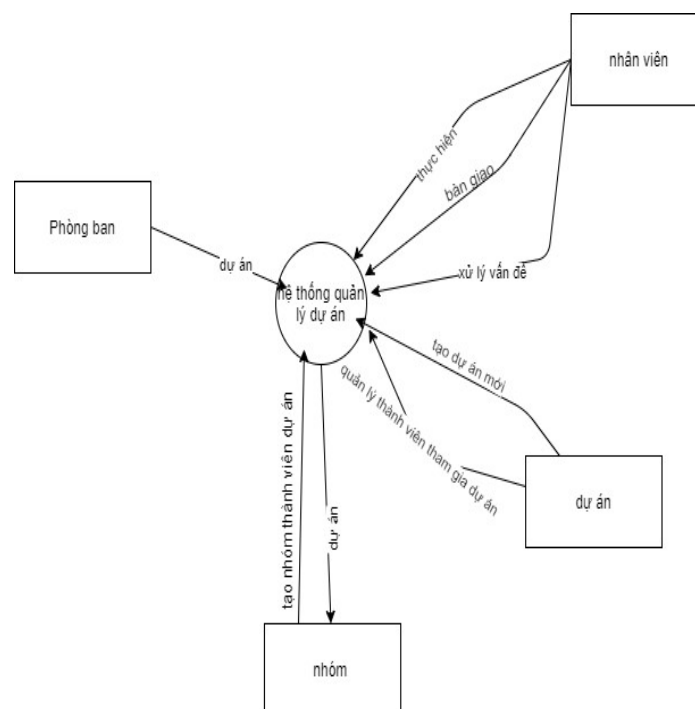 nhân viên
thực hiện
bàn giao
xử lý vấn đề
Phòng ban
dự án
hệ thống quản
lý dự án
tạo dự án mới
quản lý thành viên tham gia dự án
dự án
tạo nhóm thành viên dự án
dự án
nhóm